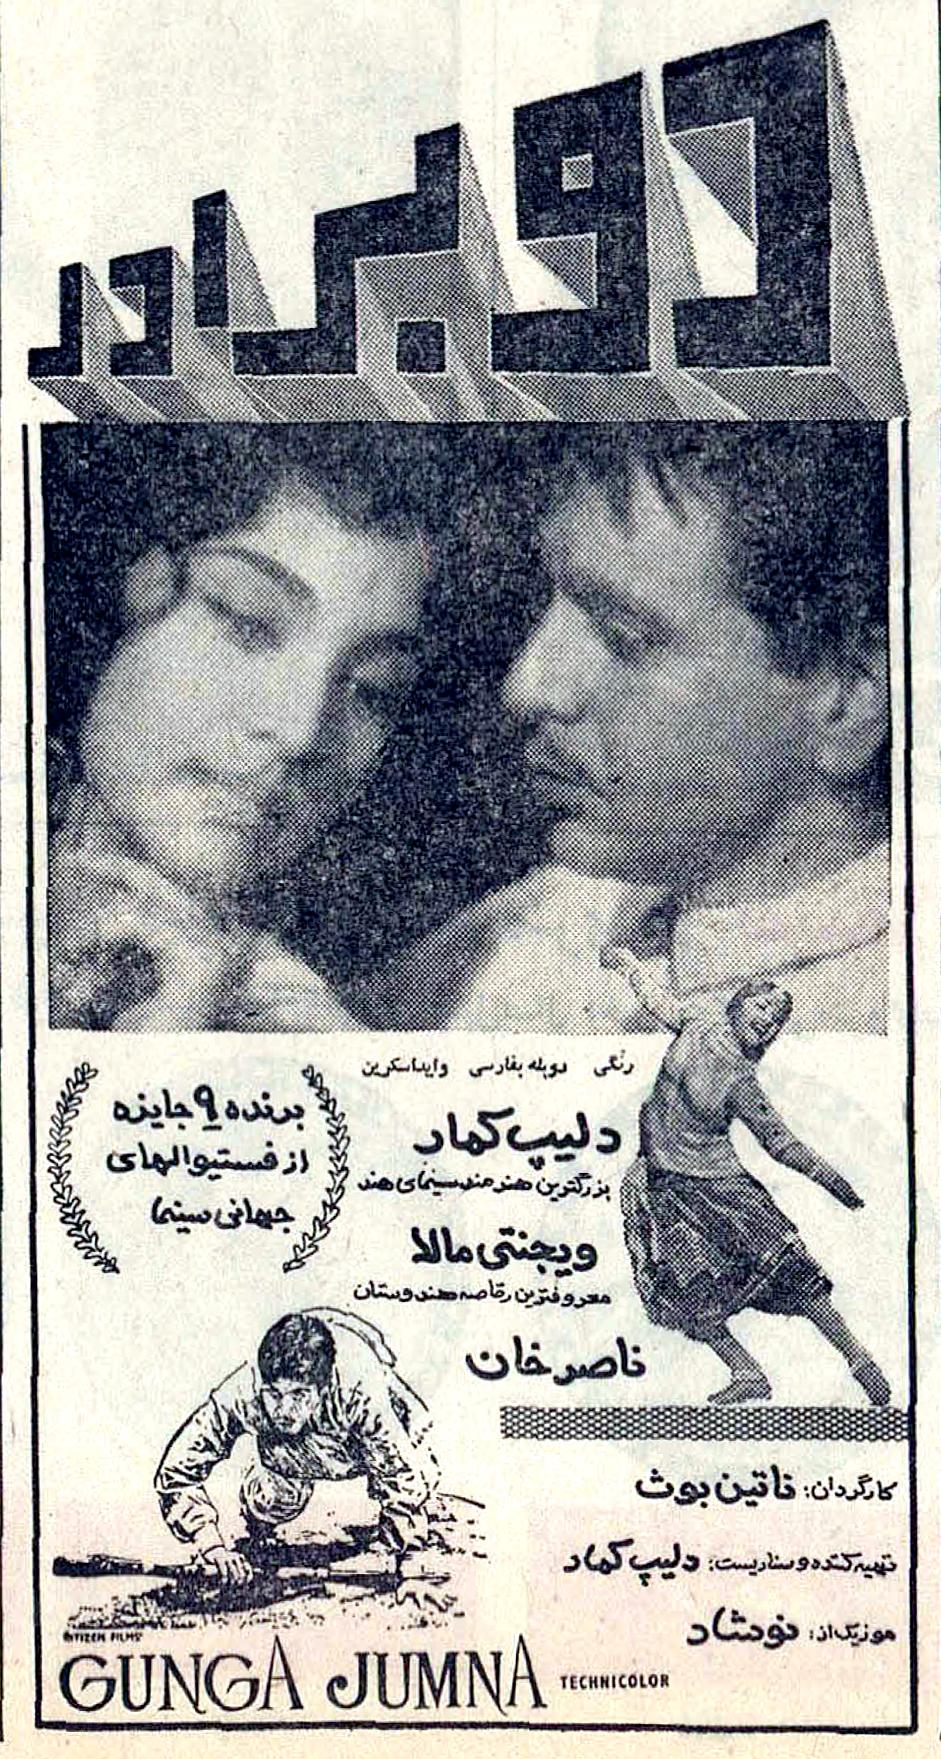 دو برادر
رنگی دوبله بفارسی وایداسکرین
دلیپ کمار
بزرگترین هنرمند سینمای هند
ویجنتی مالا
معروفترین رقاصه هندوستان
ناصر خان
برنده ۹ جایزه
از فستیوالهای
جهانی سینما
کارگردان: ناتین بوث
تهیه کننده و سناریست: دلیپ کمار
موزیک از: نوشاد
CITIZEN FILMS'
GUNGA JUMNA TECHNICOLOR